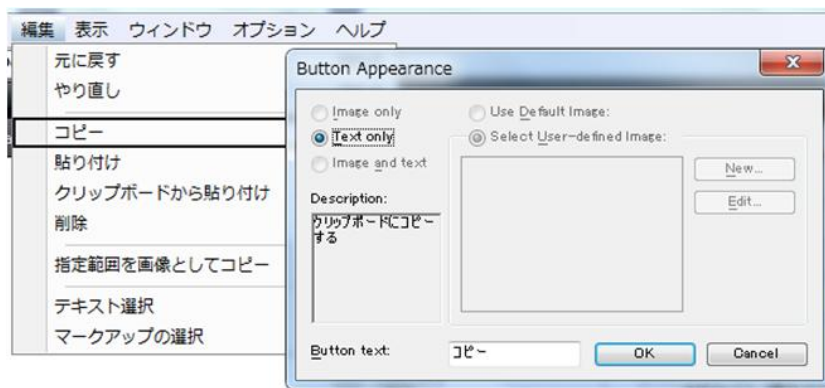 編集 表示 ウィンドウ オプション ヘルプ
元に戻す
やり直し
コピー
貼り付け
クリップボードから貼り付け
削除
指定範囲を画像としてコピー
テキスト選択
マークアップの選択
Button Appearance
Image only
Text only
Image and text
Use Default Image:
Select User-defined Image:
New...
Edit...
Description:
クリップボードにコピー
する
Button text:
コピー
OK
Cancel